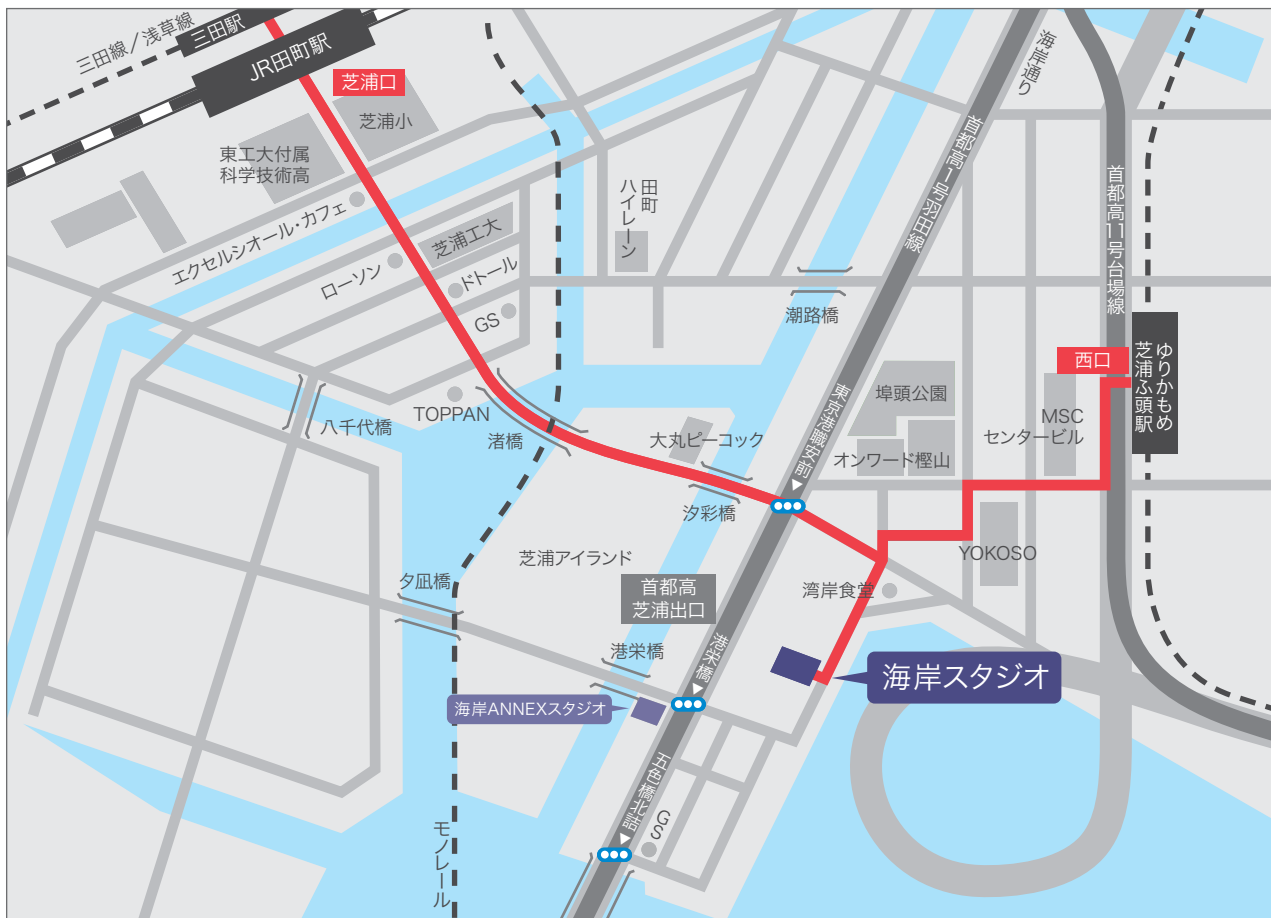 三田線／浅草線
三田駅
JR田町駅
芝浦口
芝浦小
東工大付属
科学技術高
エクセルシオール・カフェ
ローソン
芝浦工大
ドトール
GS
田町
ハイレーン
海岸通り
首都高1号羽田線
首都高11号台場線
潮路橋
ゆりかもめ
芝浦ふ頭駅
西口
MSC
センタービル
埠頭公園
オンワード樫山
東京港職安前
大丸ピーコック
TOPPAN
八千代橋
渚橋
汐彩橋
YOKOSO
芝浦アイランド
夕凪橋
首都高
芝浦出口
湾岸食堂
港栄橋
港栄橋
海岸スタジオ
海岸ANNEXスタジオ
五色橋北詰
GS
モノレール